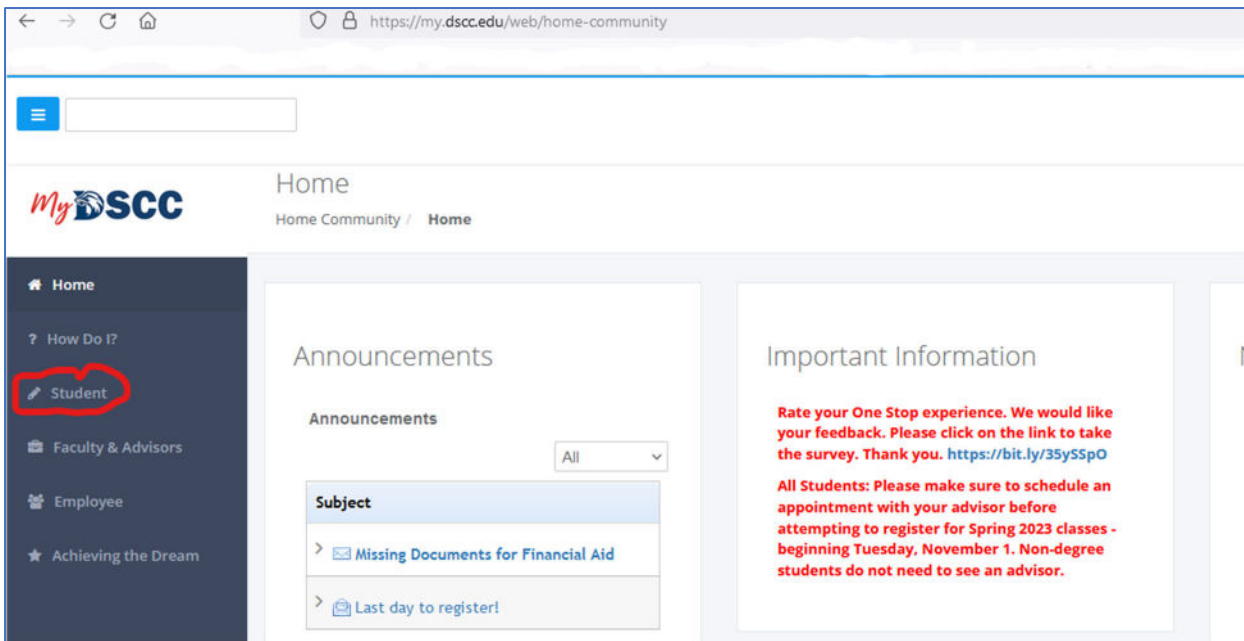 https://my.dscc.edu/web/home-community
My DSCC
Home
Home Community / Home
Home
? How Do I?
Student
Faculty & Advisors
Employee
Achieving the Dream
Announcements
Announcements
All
Subject
Missing Documents for Financial Aid
Last day to register!
Important Information
Rate your One Stop experience. We would like
your feedback. Please click on the link to take
the survey. Thank you. https://bit.ly/35ySSpO
All Students: Please make sure to schedule an
appointment with your advisor before
attempting to register for Spring 2023 classes -
beginning Tuesday, November 1. Non-degree
students do not need to see an advisor.